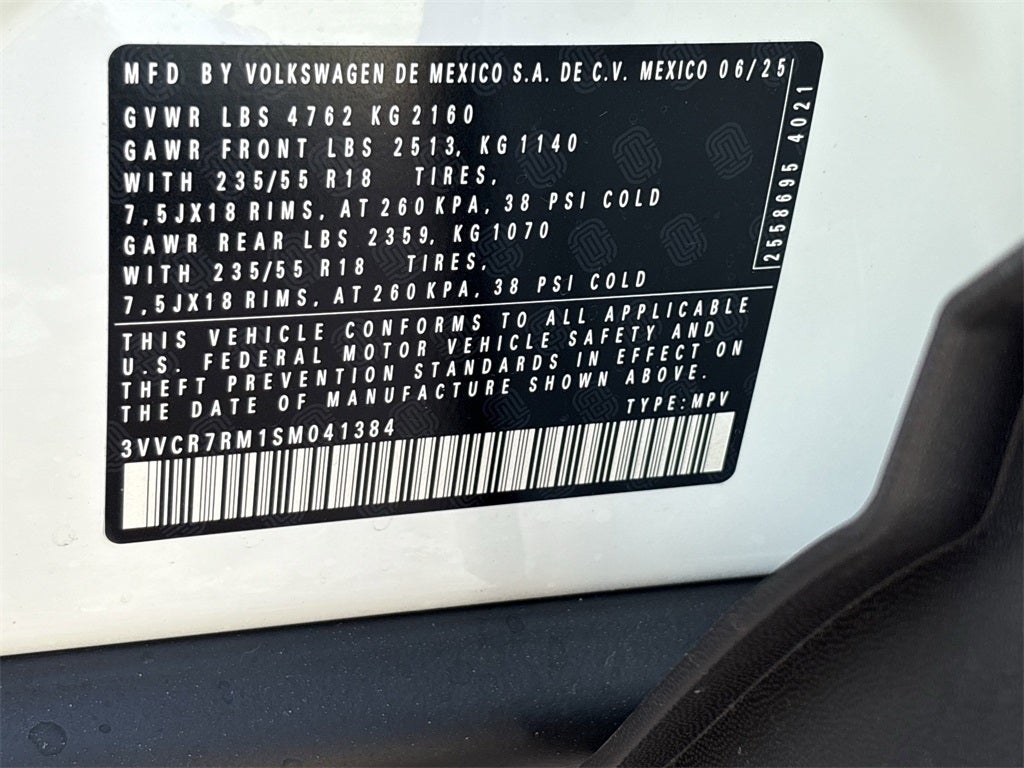 MFD BY VOLKSWAGEN DE MEXICO S.A. DE C.V. MEXICO 06/25
GVWR LBS 4762 KG 2160
GAWR FRONT LBS 2513, KG 1140
WITH 235/55 R18 TIRES,
7,5JX18 RIMS, AT 260 KPA, 38 PSI COLD
GAWR REAR LBS 2359, KG 1070
WITH 235/55 R18 TIRES,
7,5JX18 RIMS, AT 260 KPA, 38 PSI COLD
2558695 4021
THIS VEHICLE CONFORMS TO ALL APPLICABLE
U.S. FEDERAL MOTOR VEHICLE SAFETY AND
THEFT PREVENTION STANDARDS IN EFFECT ON
THE DATE OF MANUFACTURE SHOWN ABOVE.
TYPE: MPV
3VVCR7RM1SM041384